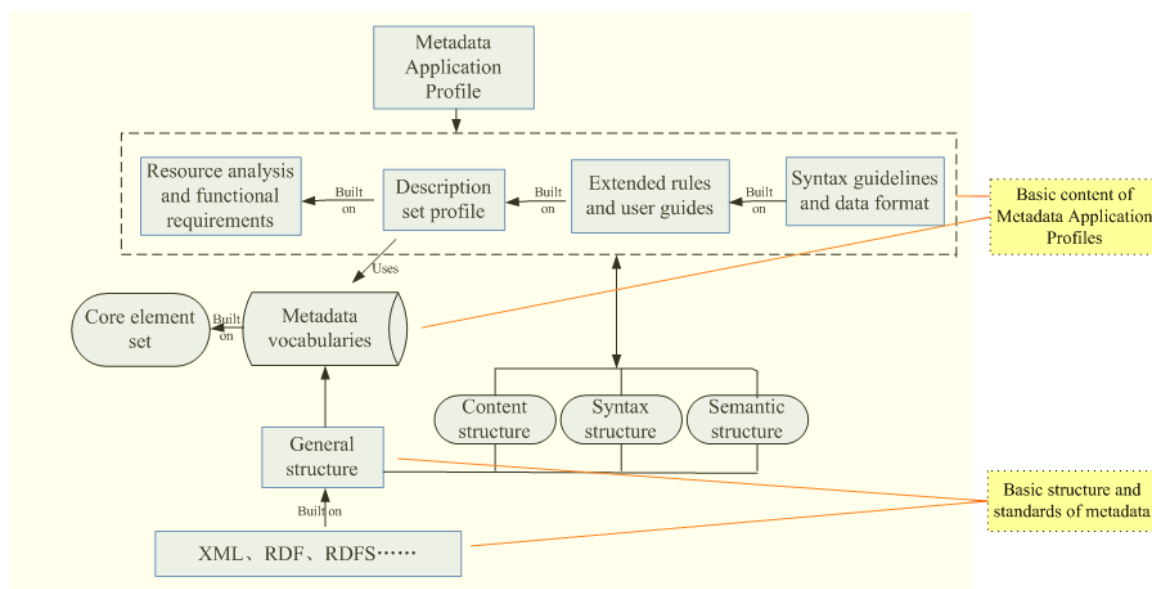 Metadata
Application
Profile
Resource analysis
and functional
requirements
Built
on
Description
set profile
Built
on
Extended rules
and user guides
Built
on
Syntax guidelines
and data format
Basic content of
Metadata Application
Profiles
Uses
Core element
set
Built
on
Metadata
vocabularies
Content
structure
Syntax
structure
Semantic
structure
General
structure
Built on
XML、RDF、RDFS……
Basic structure and
standards of metadata